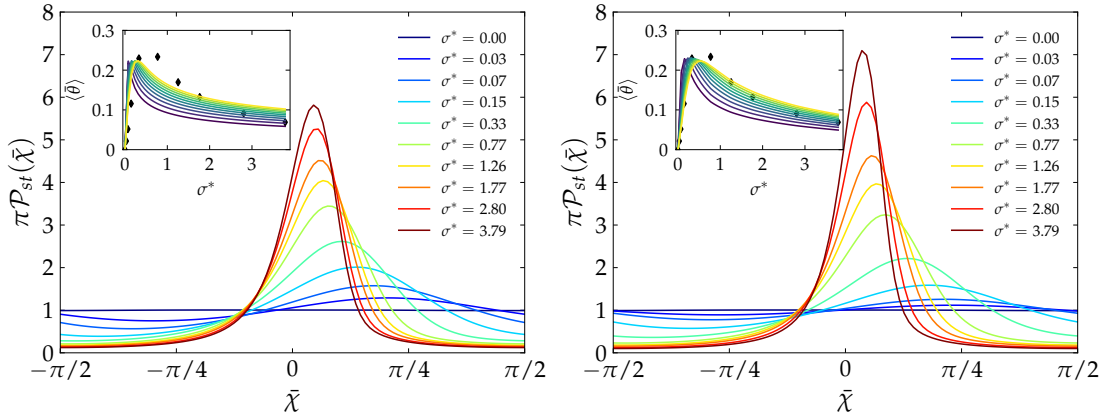 8
7
6
5
4
3
2
1
0
πP_st(χ̄)
−π/2
−π/4
0
π/4
π/2
χ̄
0.3
0.2
0.1
0
⟨θ̄⟩
0
1
2
3
σ*
σ* = 0.00
σ* = 0.03
σ* = 0.07
σ* = 0.15
σ* = 0.33
σ* = 0.77
σ* = 1.26
σ* = 1.77
σ* = 2.80
σ* = 3.79
8
7
6
5
4
3
2
1
0
πP_st(χ̄)
−π/2
−π/4
0
π/4
π/2
χ̄
0.3
0.2
0.1
0
⟨θ̄⟩
0
1
2
3
σ*
σ* = 0.00
σ* = 0.03
σ* = 0.07
σ* = 0.15
σ* = 0.33
σ* = 0.77
σ* = 1.26
σ* = 1.77
σ* = 2.80
σ* = 3.79